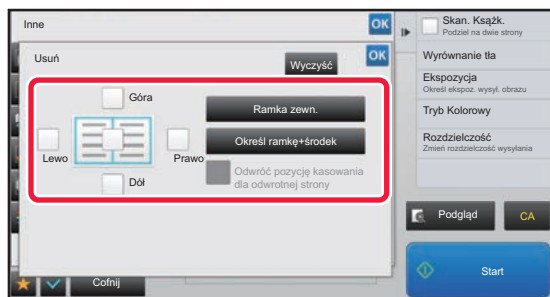 Inne
OK
Usuń
Wyczyść
OK
Góra
Lewo
Prawo
Dół
Ramka zewn.
Określ ramkę+środek
Odwróć pozycję kasowania
dla odwrotnej strony
Cofnij
Skan. Książk.
Podziel na dwie strony
Wyrównanie tła
Ekspozycja
Określ ekspoz. wysył. obrazu
Tryb Kolorowy
Rozdzielczość
Zmień rozdzielczość wysyłania
Podgląd
CA
Start